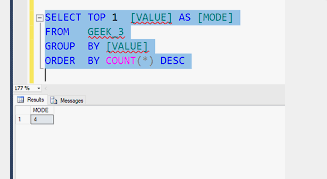 SELECT TOP 1 [VALUE] AS [MODE]
FROM GEEK_3
GROUP BY [VALUE]
ORDER BY COUNT(*) DESC
177 %
Results Messages
MODE
1 4